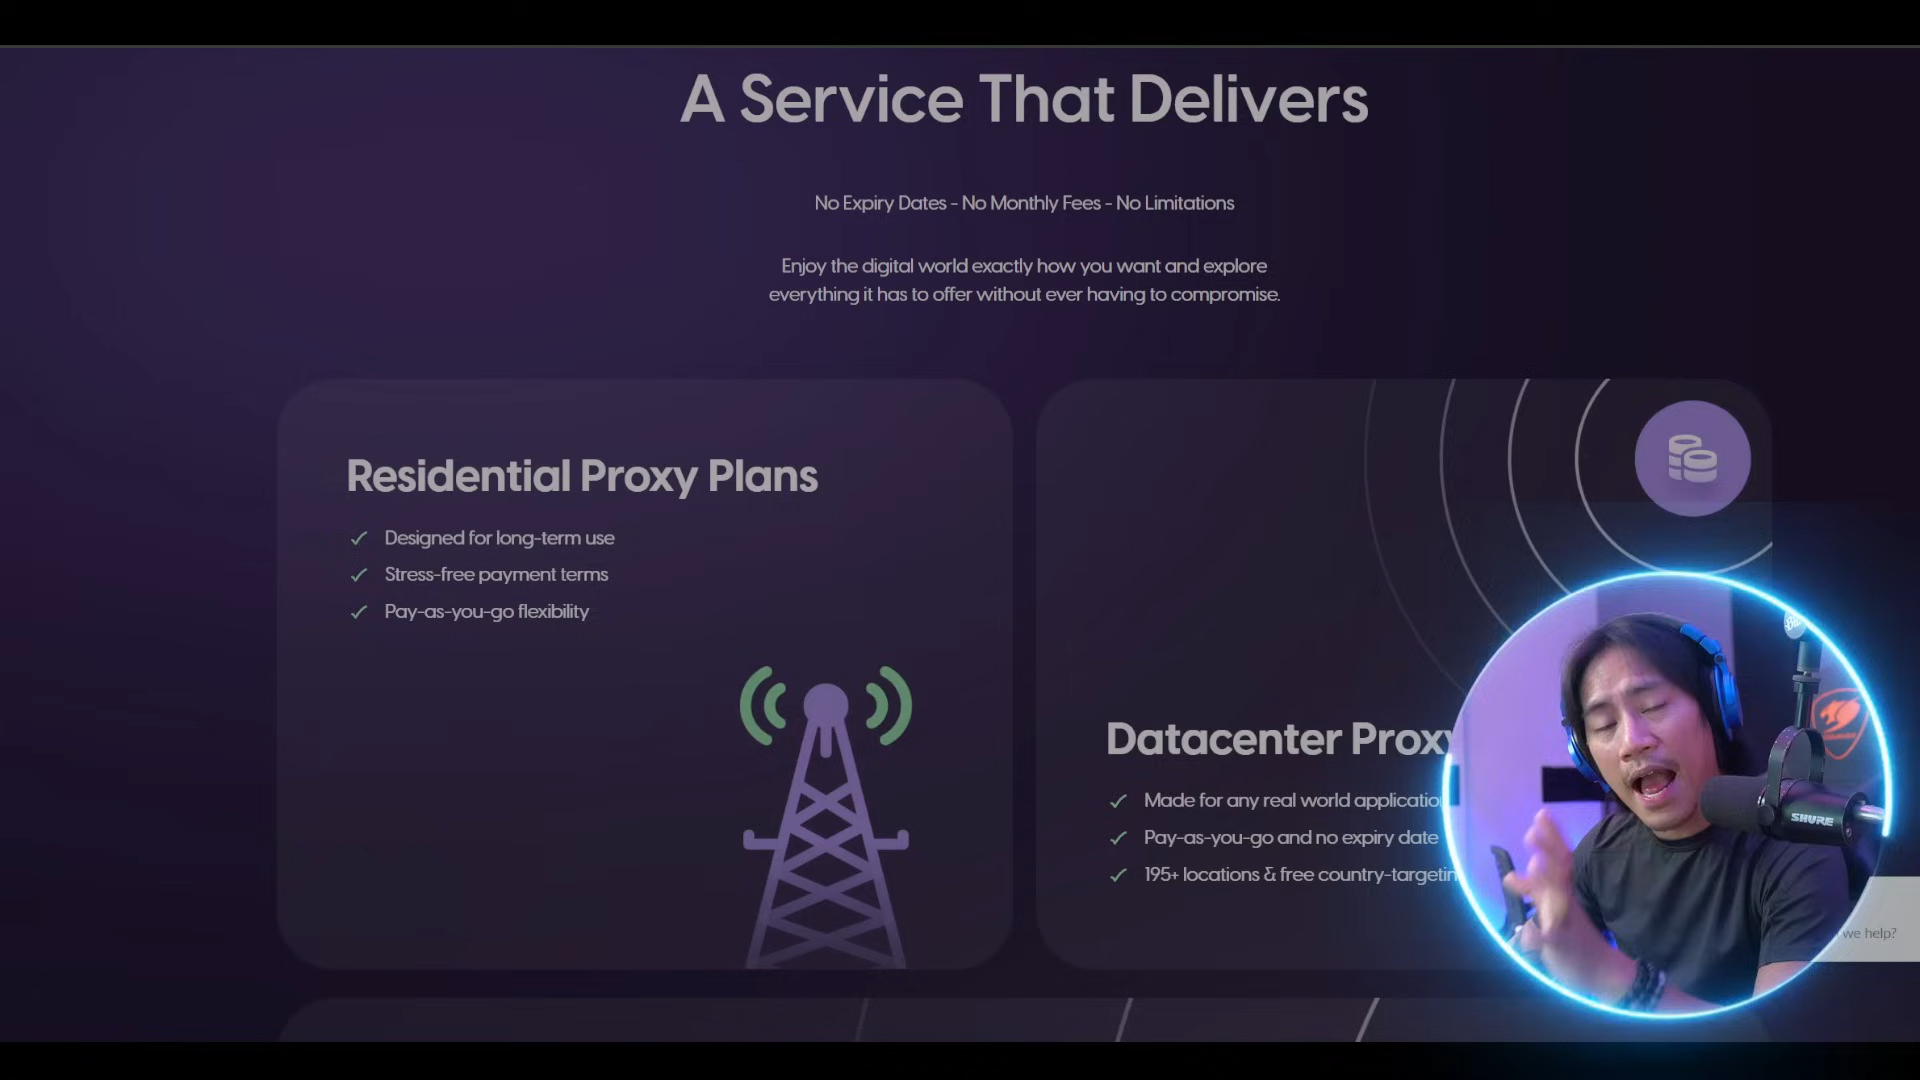 A Service That Delivers
No Expiry Dates - No Monthly Fees - No Limitations
Enjoy the digital world exactly how you want and explore
everything it has to offer without ever having to compromise.
Residential Proxy Plans
Designed for long-term use
Stress-free payment terms
Pay-as-you-go flexibility
Datacenter Proxy
Made for any real world applicatio
Pay-as-you-go and no expiry date
195+ locations & free country-targetin
SHURE
we help?